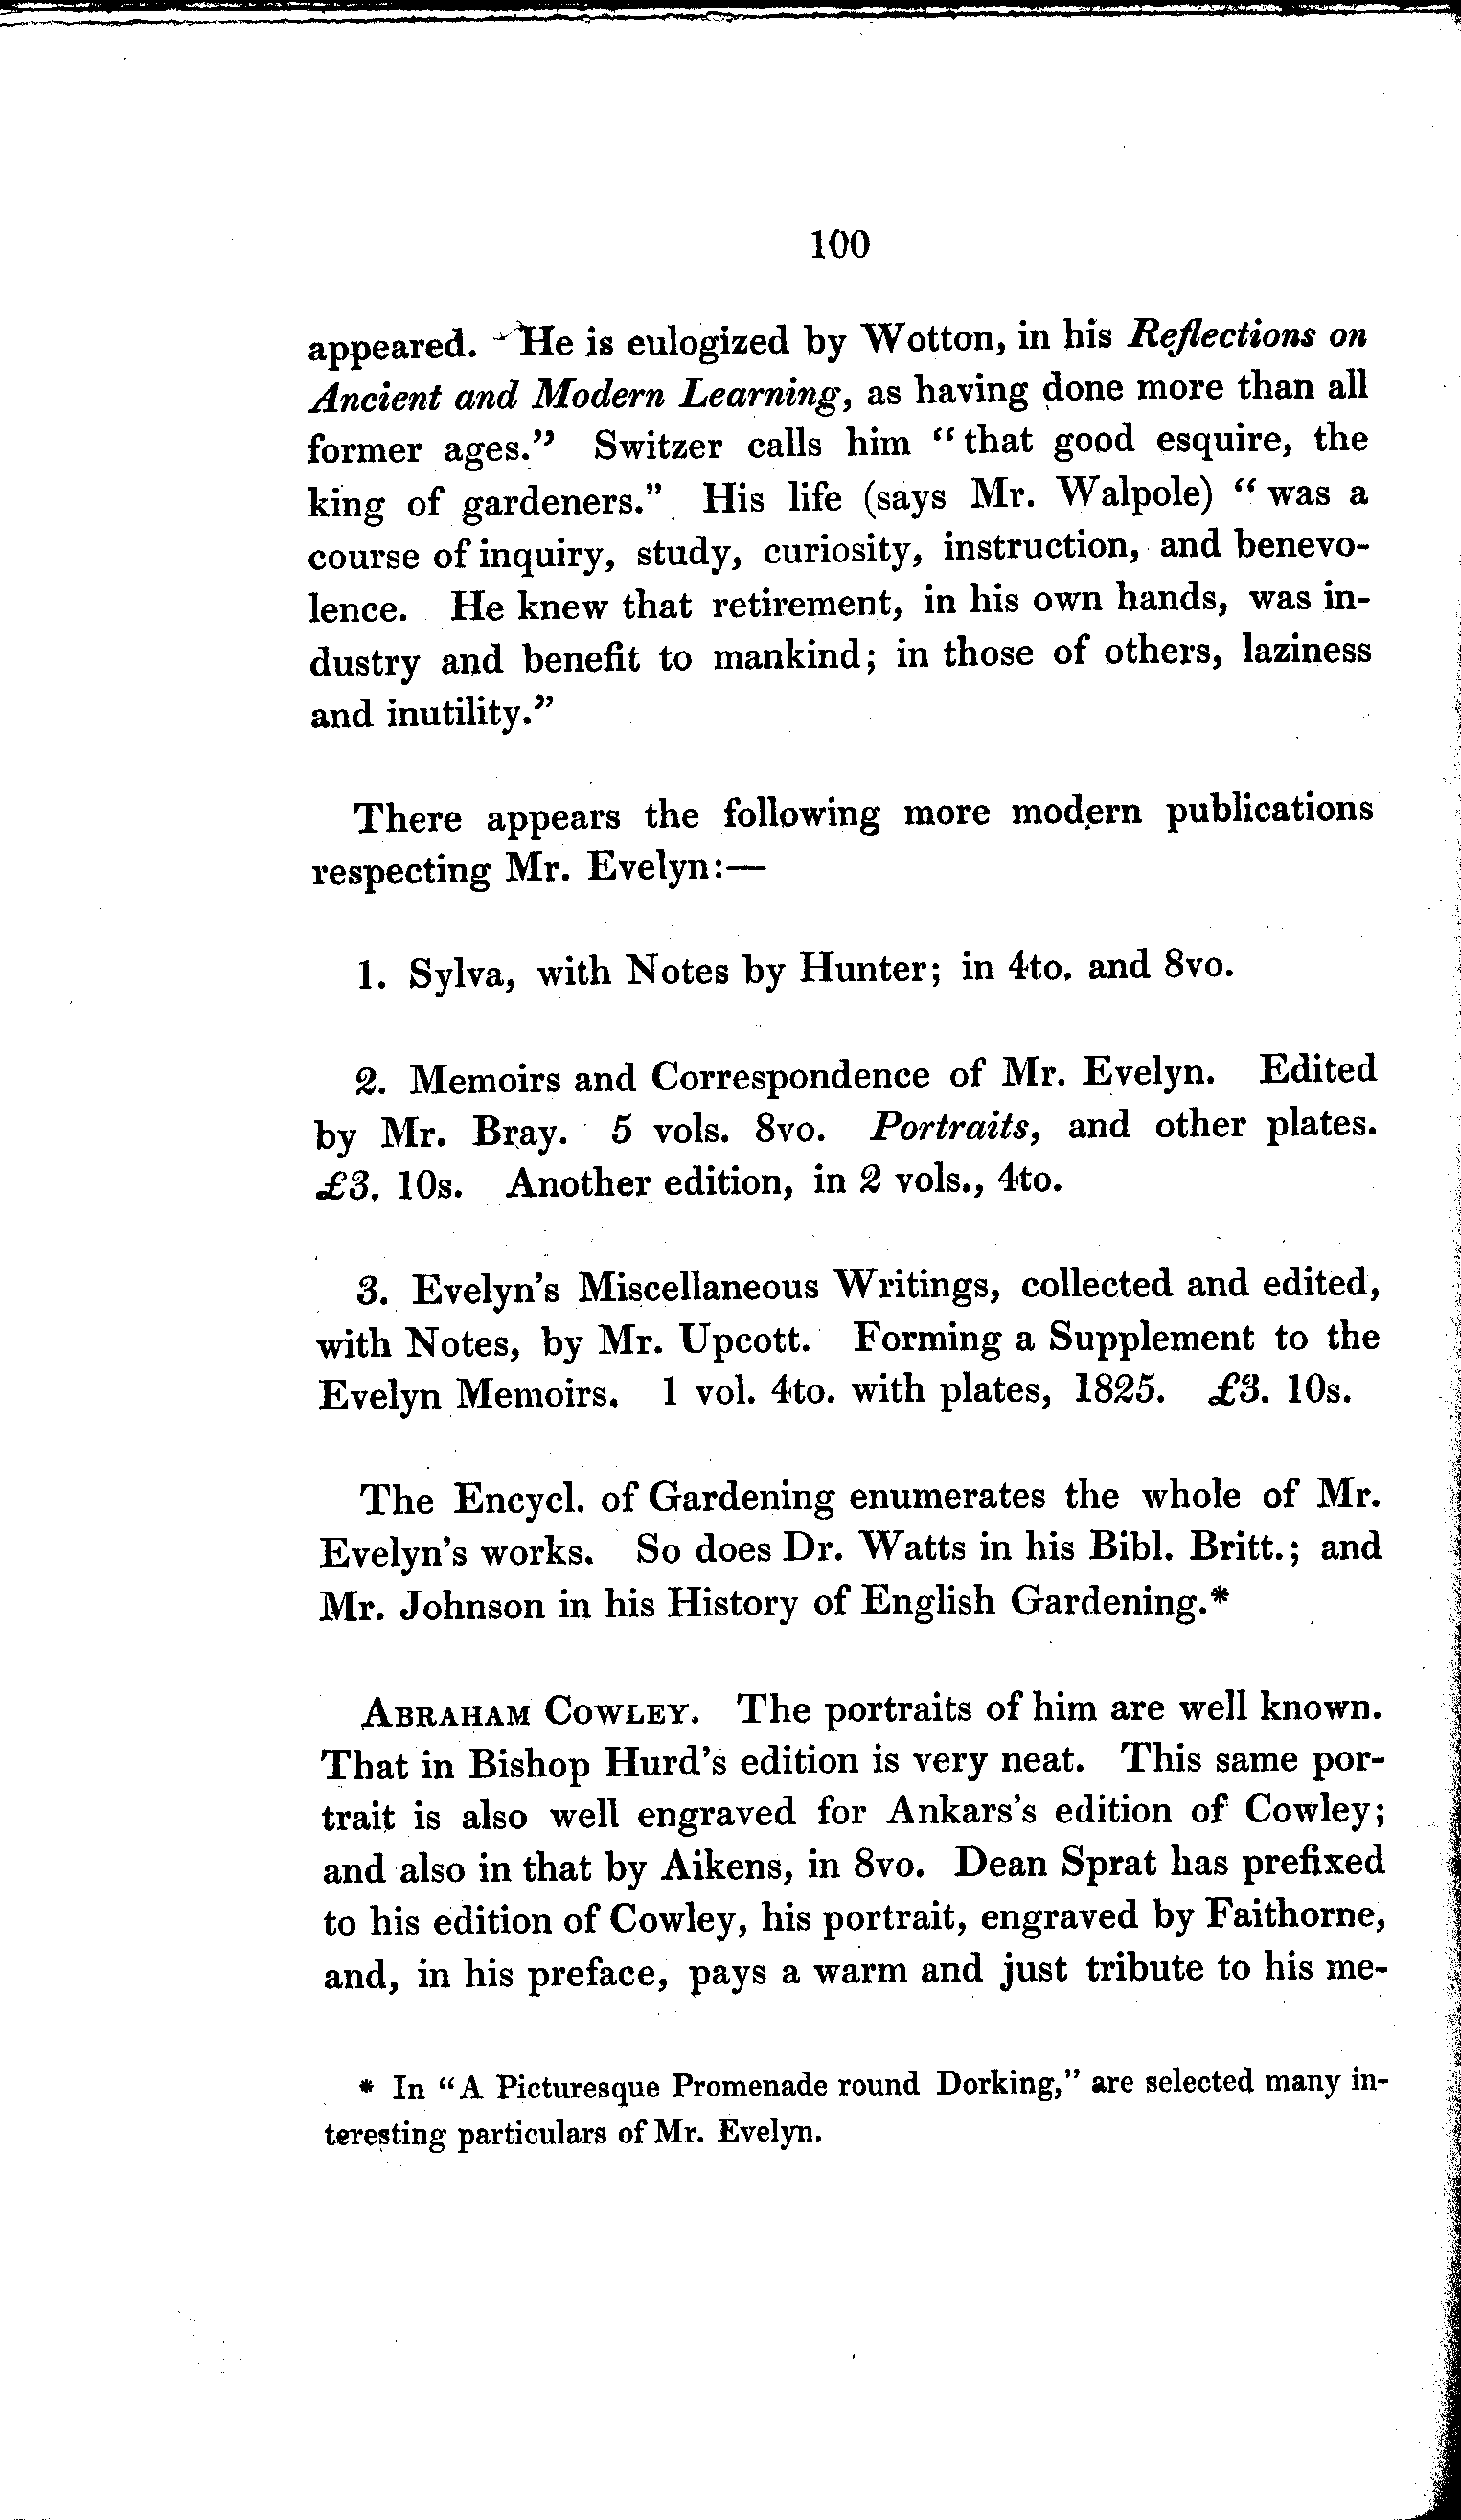 100
appeared. He is eulogized by Wotton, in his Reflections on
Ancient and Modern Learning, as having done more than all
former ages." Switzer calls him "that good esquire, the
king of gardeners." His life (says Mr. Walpole) "was a
course of inquiry, study, curiosity, instruction, and benevo-
lence. He knew that retirement, in his own hands, was in-
dustry and benefit to mankind; in those of others, laziness
and inutility."
There appears the following more modern publications
respecting Mr. Evelyn:—
1. Sylva, with Notes by Hunter; in 4to. and 8vo.
2. Memoirs and Correspondence of Mr. Evelyn. Edited
by Mr. Bray. 5 vols. 8vo. Portraits, and other plates.
£3. 10s. Another edition, in 2 vols., 4to.
3. Evelyn's Miscellaneous Writings, collected and edited,
with Notes, by Mr. Upcott. Forming a Supplement to the
Evelyn Memoirs. 1 vol. 4to. with plates, 1825. £3. 10s.
The Encycl. of Gardening enumerates the whole of Mr.
Evelyn's works. So does Dr. Watts in his Bibl. Britt.; and
Mr. Johnson in his History of English Gardening.*
ABRAHAM COWLEY. The portraits of him are well known.
That in Bishop Hurd's edition is very neat. This same por-
trait is also well engraved for Ankars's edition of Cowley;
and also in that by Aikens, in 8vo. Dean Sprat has prefixed
to his edition of Cowley, his portrait, engraved by Faithorne,
and, in his preface, pays a warm and just tribute to his me-
* In "A Picturesque Promenade round Dorking," are selected many in-
teresting particulars of Mr. Evelyn.